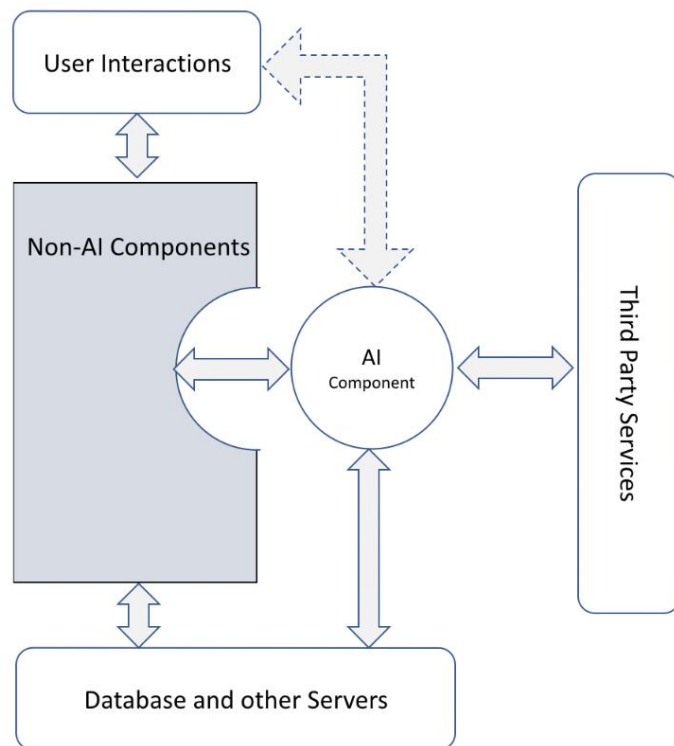 User Interactions
Non-AI Components
AI
Component
Third Party Services
Database and other Servers